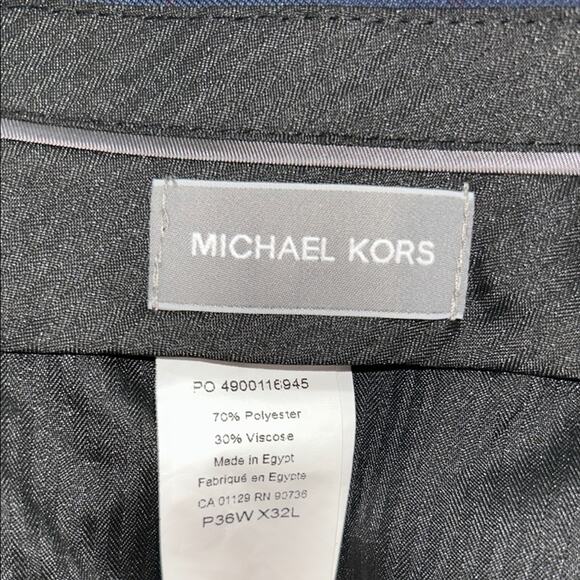 MICHAEL KORS
PO 4900116945
70% Polyester
30% Viscose
Made in Egypt
Fabriqué en Egypte
CA 01129 RN 90736
P36W X32L